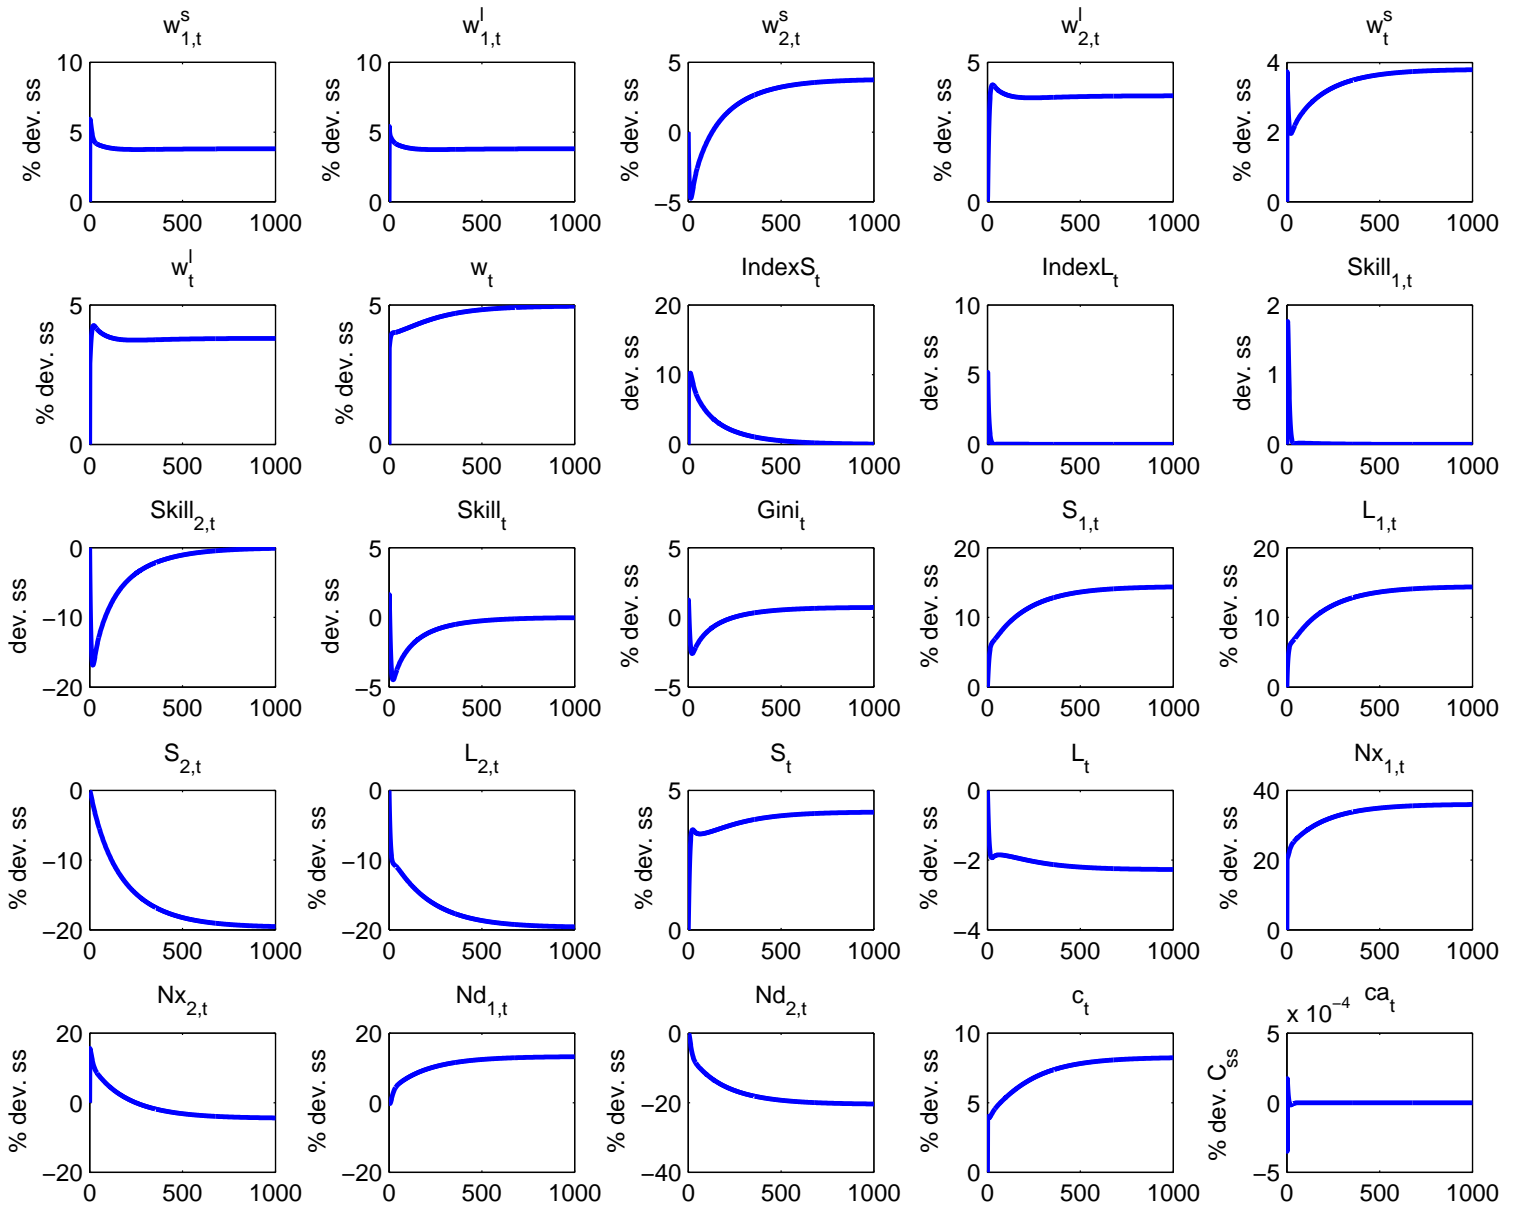 w^s_{1,t} w^l_{1,t} w^s_{2,t} w^l_{2,t} w^s_t
% dev. ss 10 5 0 0 500 1000
% dev. ss 10 5 0 0 500 1000
% dev. ss 5 0 −5 0 500 1000
% dev. ss 5 0 0 500 1000
% dev. ss 4 2 0 0 500 1000
w^l_t w_t IndexS_t IndexL_t Skill_{1,t}
% dev. ss 5 0 0 500 1000
% dev. ss 5 0 0 500 1000
dev. ss 20 10 0 0 500 1000
dev. ss 10 5 0 0 500 1000
dev. ss 2 1 0 0 500 1000
Skill_{2,t} Skill_t Gini_t S_{1,t} L_{1,t}
dev. ss 0 −10 −20 0 500 1000
dev. ss 5 0 −5 0 500 1000
% dev. ss 5 0 −5 0 500 1000
% dev. ss 20 10 0 0 500 1000
% dev. ss 20 10 0 0 500 1000
S_{2,t} L_{2,t} S_t L_t Nx_{1,t}
% dev. ss 0 −10 −20 0 500 1000
% dev. ss 0 −10 −20 0 500 1000
% dev. ss 5 0 0 500 1000
% dev. ss 0 −2 −4 0 500 1000
% dev. ss 40 20 0 0 500 1000
Nx_{2,t} Nd_{1,t} Nd_{2,t} c_t ca_t
% dev. ss 20 0 −20 0 500 1000
% dev. ss 20 0 −20 0 500 1000
% dev. ss 0 −20 −40 0 500 1000
% dev. ss 10 5 0 0 500 1000
x 10^{−4}
% dev. C_{ss} 5 0 −5 0 500 1000